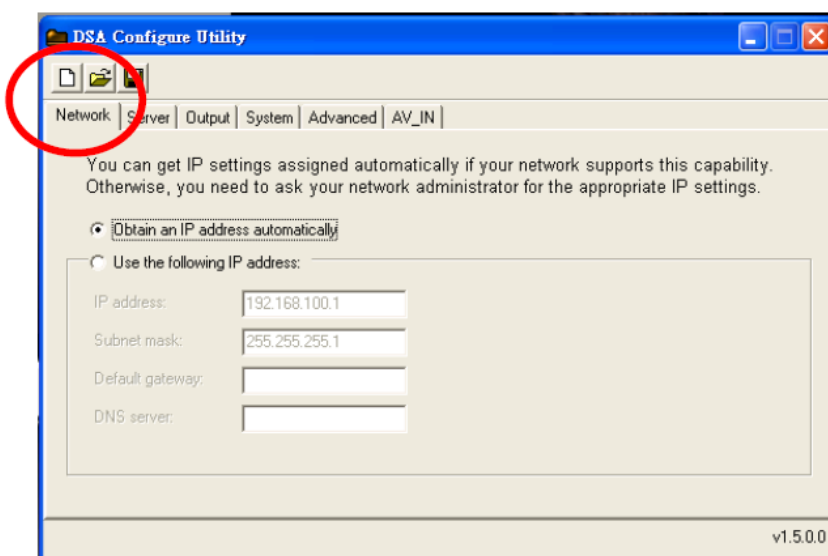 DSA Configure Utility
Network Server Output System Advanced AV_IN
You can get IP settings assigned automatically if your network supports this capability.
Otherwise, you need to ask your network administrator for the appropriate IP settings.
Obtain an IP address automatically
Use the following IP address:
IP address: 192.168.100.1
Subnet mask: 255.255.255.1
Default gateway:
DNS server:
v1.5.0.0